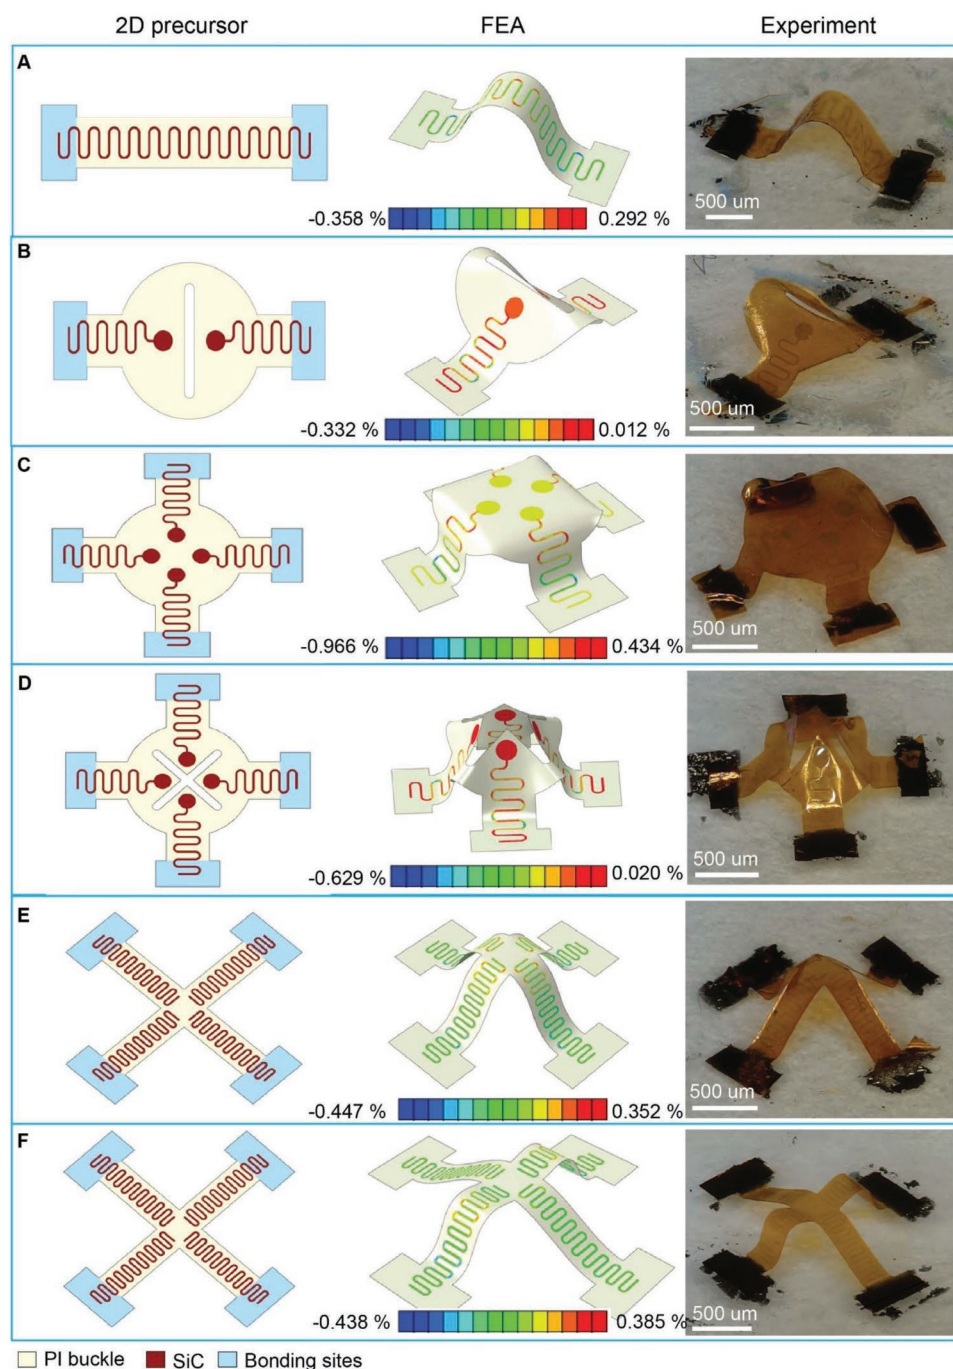 2D precursor FEA Experiment
A
-0.358 % 0.292 %
500 um
B
-0.332 % 0.012 %
500 um
C
-0.966 % 0.434 %
500 um
D
-0.629 % 0.020 %
500 um
E
-0.447 % 0.352 %
500 um
F
-0.438 % 0.385 %
500 um
PI buckle SiC Bonding sites